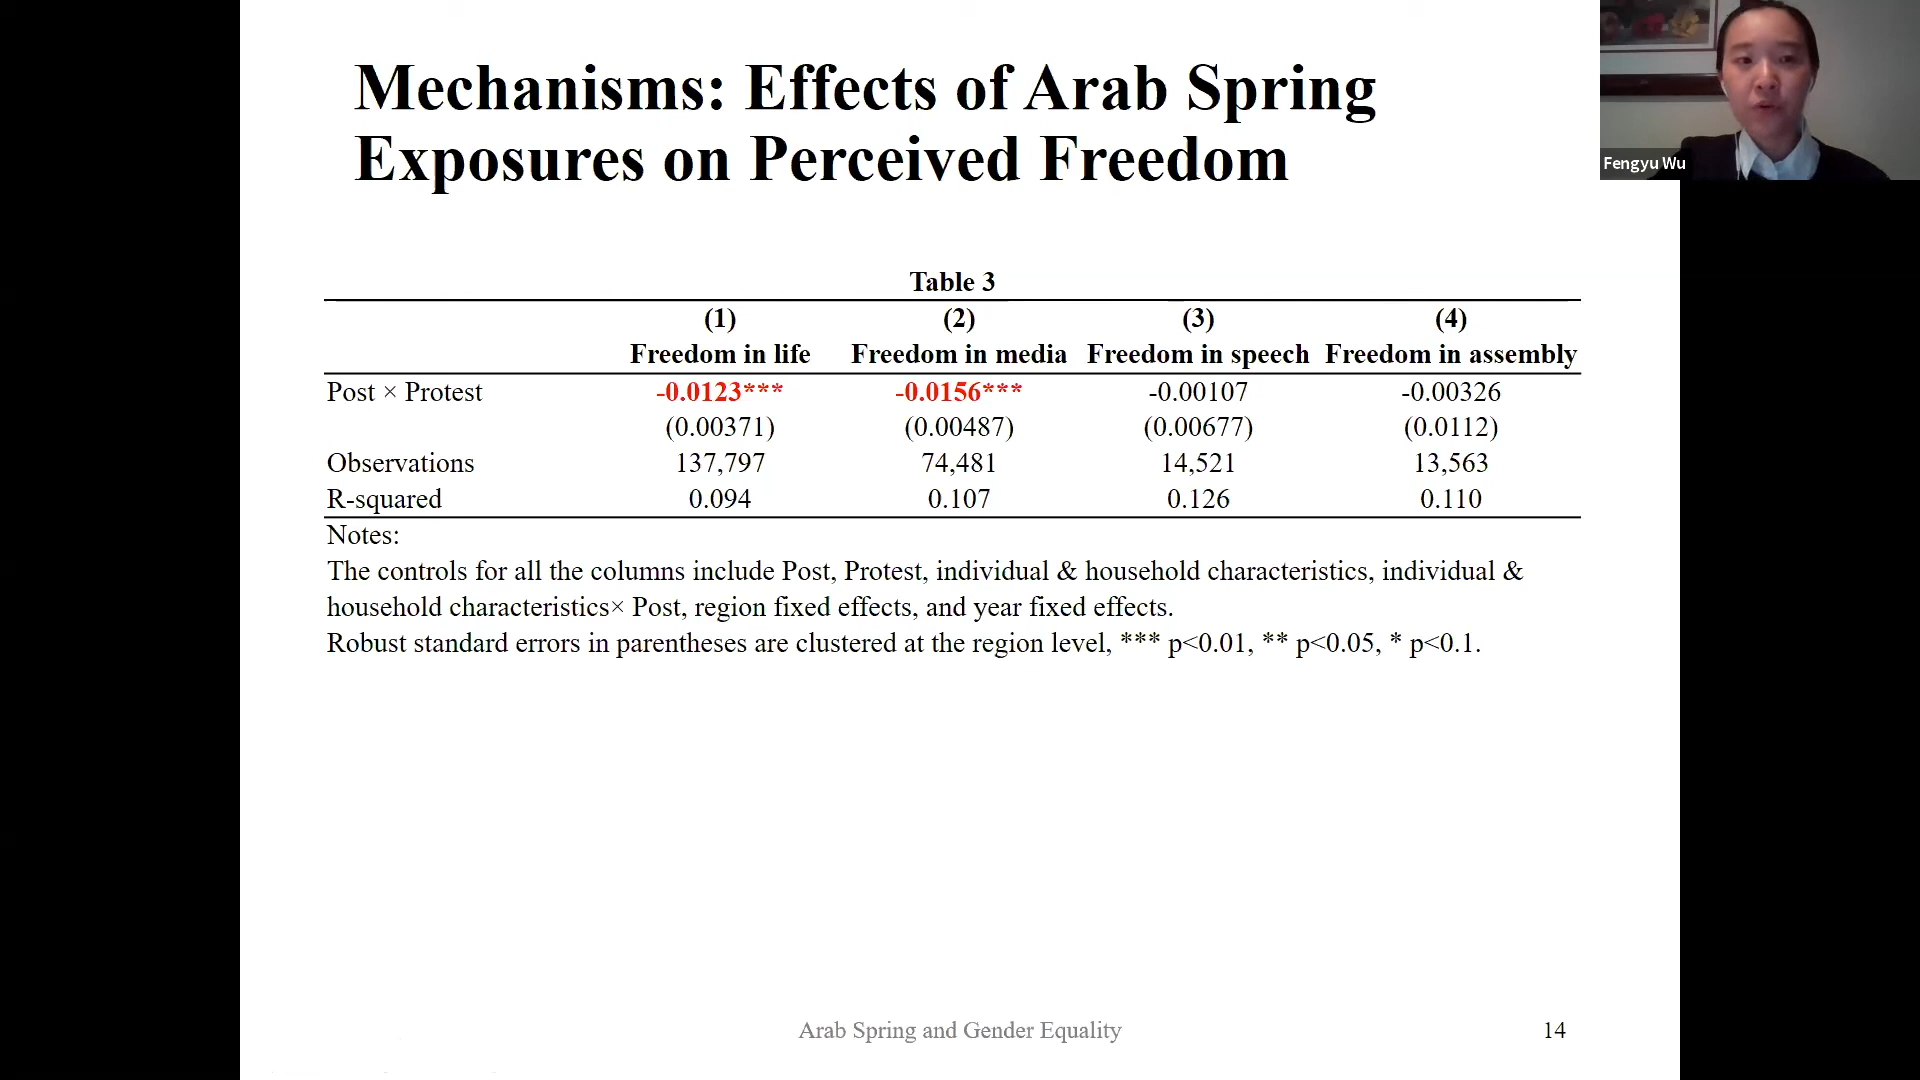 Mechanisms: Effects of Arab Spring
Exposures on Perceived Freedom
Fengyu Wu
Table 3
(1) (2) (3) (4)
Freedom in life Freedom in media Freedom in speech Freedom in assembly
Post × Protest -0.0123*** -0.0156*** -0.00107 -0.00326
(0.00371) (0.00487) (0.00677) (0.0112)
Observations 137,797 74,481 14,521 13,563
R-squared 0.094 0.107 0.126 0.110
Notes:
The controls for all the columns include Post, Protest, individual & household characteristics, individual &
household characteristics× Post, region fixed effects, and year fixed effects.
Robust standard errors in parentheses are clustered at the region level, *** p<0.01, ** p<0.05, * p<0.1.
Arab Spring and Gender Equality 14